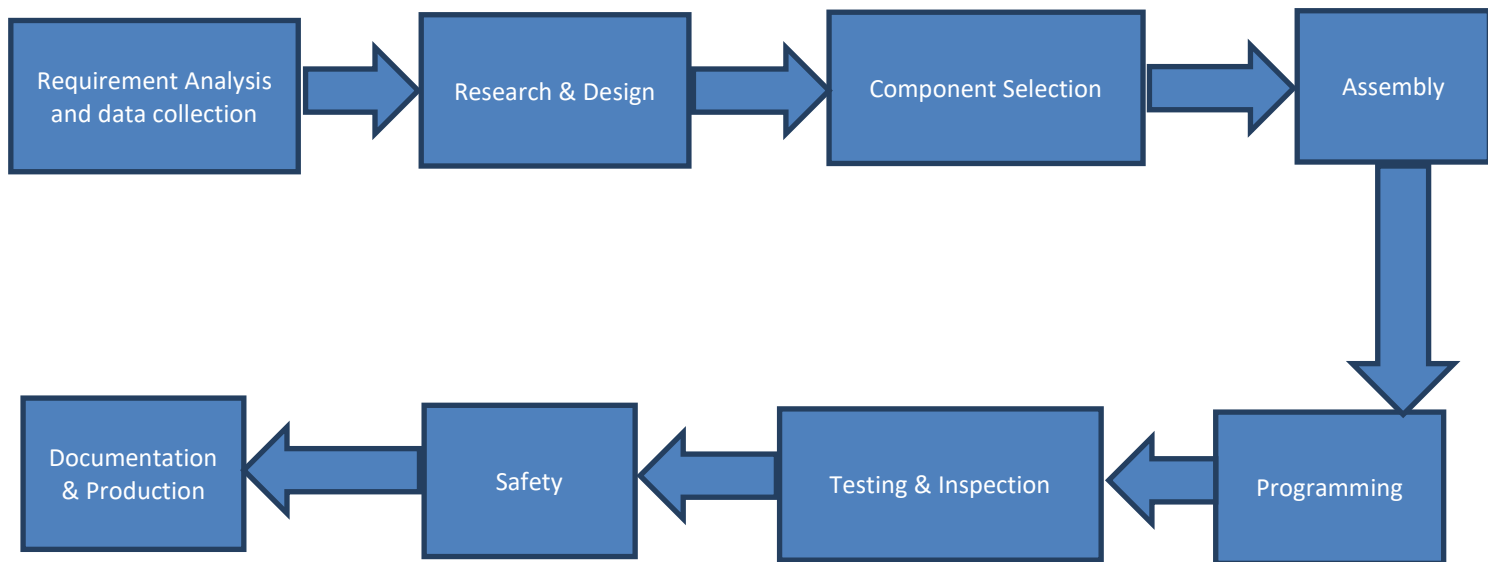 Requirement Analysis
and data collection
Research & Design
Component Selection
Assembly
Programming
Testing & Inspection
Safety
Documentation
& Production